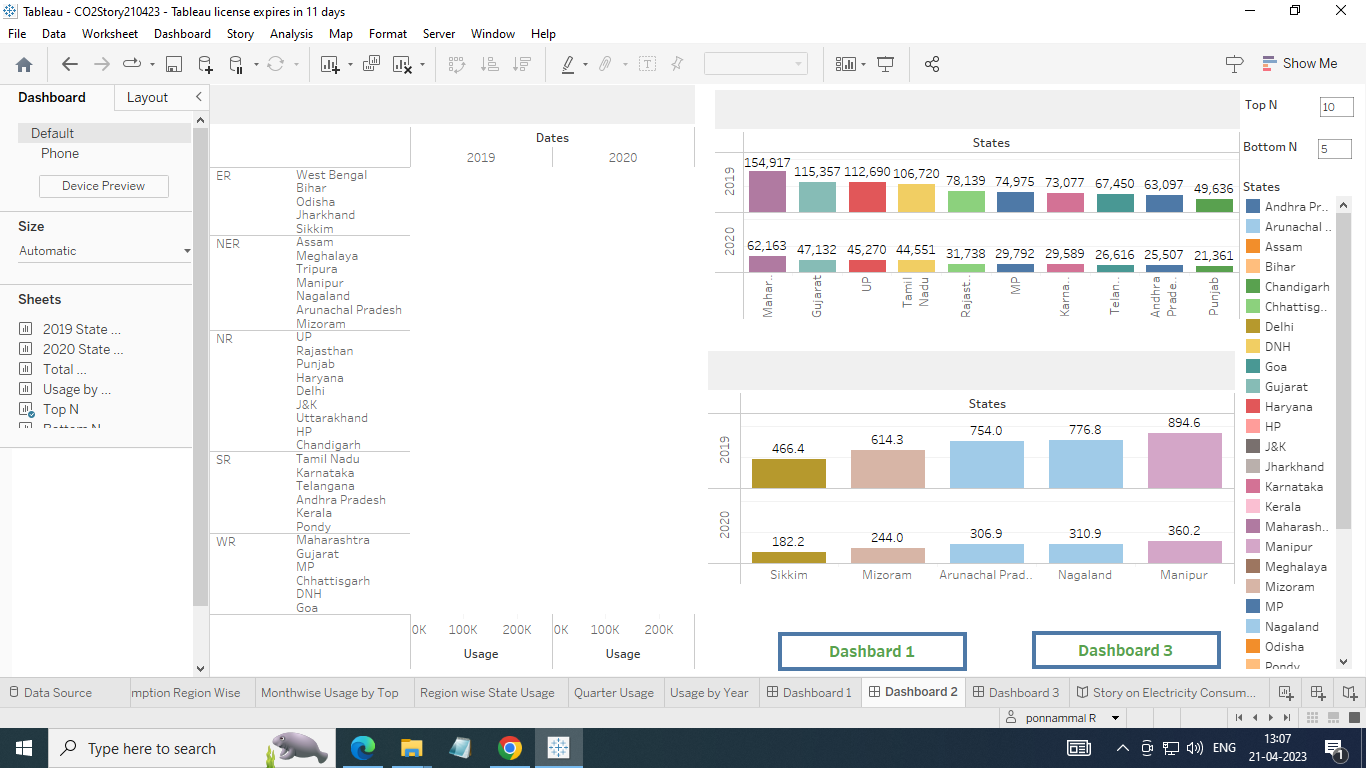 Tableau - CO2Story210423 - Tableau license expires in 11 days
File Data Worksheet Dashboard Story Analysis Map Format Server Window Help
Show Me
Dashboard Layout
Default
Phone
Device Preview
Size
Automatic
Sheets
2019 State ...
2020 State ...
Total ...
Usage by ...
Top N
Bottom N
Dates
2019 2020
ER West Bengal
Bihar
Odisha
Jharkhand
Sikkim
NER Assam
Meghalaya
Tripura
Manipur
Nagaland
Arunachal Pradesh
Mizoram
NR UP
Rajasthan
Punjab
Haryana
Delhi
J&K
Uttarakhand
HP
Chandigarh
SR Tamil Nadu
Karnataka
Telangana
Andhra Pradesh
Kerala
Pondy
WR Maharashtra
Gujarat
MP
Chhattisgarh
DNH
Goa
0K 100K 200K 0K 100K 200K
Usage Usage
States
2019
154,917 115,357 112,690 106,720 78,139 74,975 73,077 67,450 63,097 49,636
2020
62,163 47,132 45,270 44,551 31,738 29,792 29,589 26,616 25,507 21,361
Mahar..
Gujarat
UP
Tamil
Nadu
Rajast..
MP
Karna..
Telan..
Andhra
Prade..
Punjab
States
2019
466.4 614.3 754.0 776.8 894.6
2020
182.2 244.0 306.9 310.9 360.2
Sikkim Mizoram Arunachal Prad.. Nagaland Manipur
Dashbard 1 Dashboard 3
Top N 10
Bottom N 5
States
Andhra Pr..
Arunachal ..
Assam
Bihar
Chandigarh
Chhattisg..
Delhi
DNH
Goa
Gujarat
Haryana
HP
J&K
Jharkhand
Karnataka
Kerala
Maharash..
Manipur
Meghalaya
Mizoram
MP
Nagaland
Odisha
Pondy
Data Source mption Region Wise Monthwise Usage by Top Region wise State Usage Quarter Usage Usage by Year Dashboard 1 Dashboard 2 Dashboard 3 Story on Electricity Consum...
ponnammal R
Type here to search
ENG
13:07
21-04-2023
1